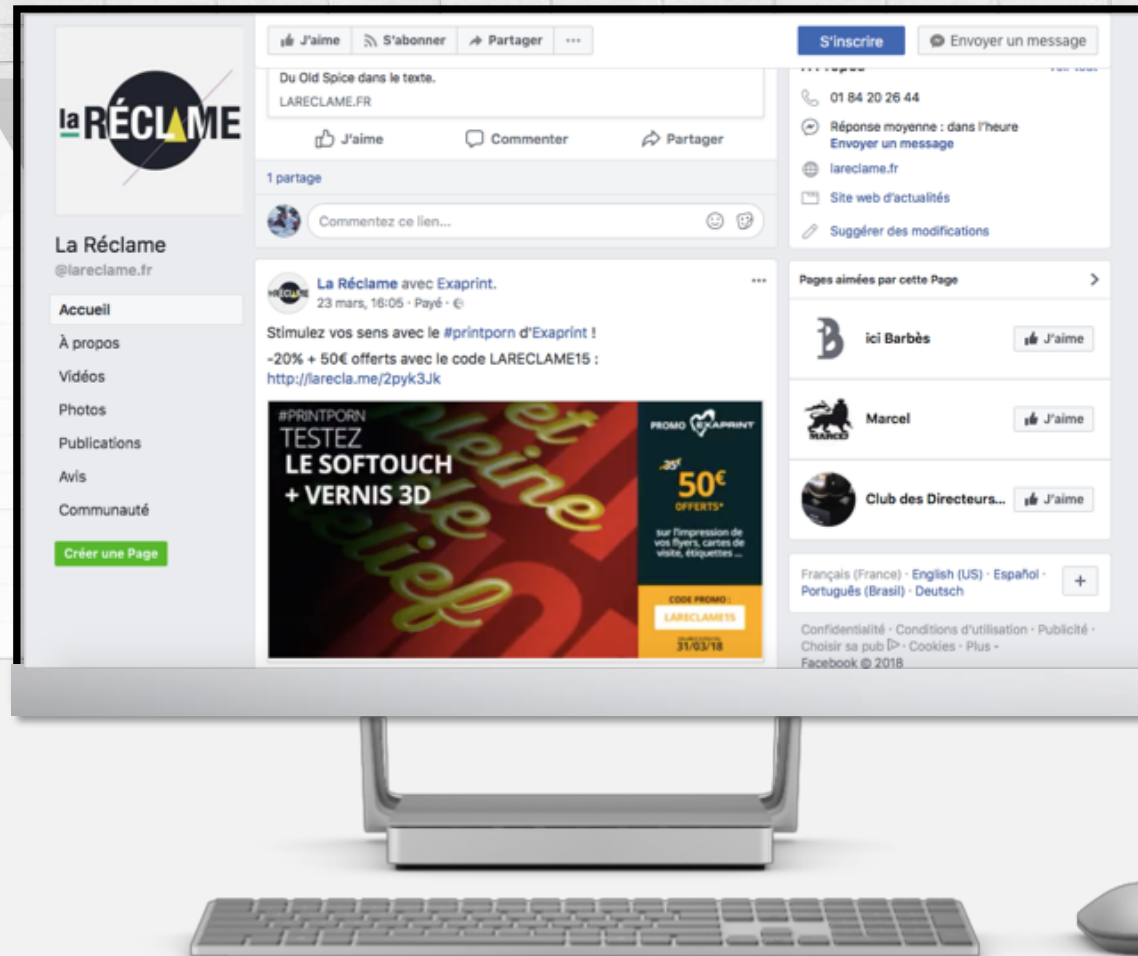 la RÉCLAME
La Réclame
@lareclame.fr
Accueil
À propos
Vidéos
Photos
Publications
Avis
Communauté
Créer une Page
J'aime
S'abonner
Partager
S'inscrire
Envoyer un message
Du Old Spice dans le texte.
LARECLAME.FR
J'aime
Commenter
Partager
1 partage
Commentez ce lien...
La Réclame avec Exaprint.
23 mars, 16:05 · Payé ·
Stimulez vos sens avec le #printporn d'Exaprint !
-20% + 50€ offerts avec le code LARECLAME15 :
http://larecla.me/2pyk3Jk
#PRINTPORN
TESTEZ
LE SOFTOUCH
+ VERNIS 3D
et
pleine
relief
PROMO EXAPRINT
35€
50€
OFFERTS*
sur l'impression de
vos flyers, cartes de
visite, étiquettes ...
CODE PROMO :
LARECLAME15
31/03/18
01 84 20 26 44
Réponse moyenne : dans l'heure
Envoyer un message
lareclame.fr
Site web d'actualités
Suggérer des modifications
Pages aimées par cette Page
ici Barbès
J'aime
MARCEL
Marcel
J'aime
Club des Directeurs...
J'aime
Français (France) · English (US) · Español ·
Português (Brasil) · Deutsch
Confidentialité · Conditions d'utilisation · Publicité ·
Choisir sa pub · Cookies · Plus
Facebook © 2018